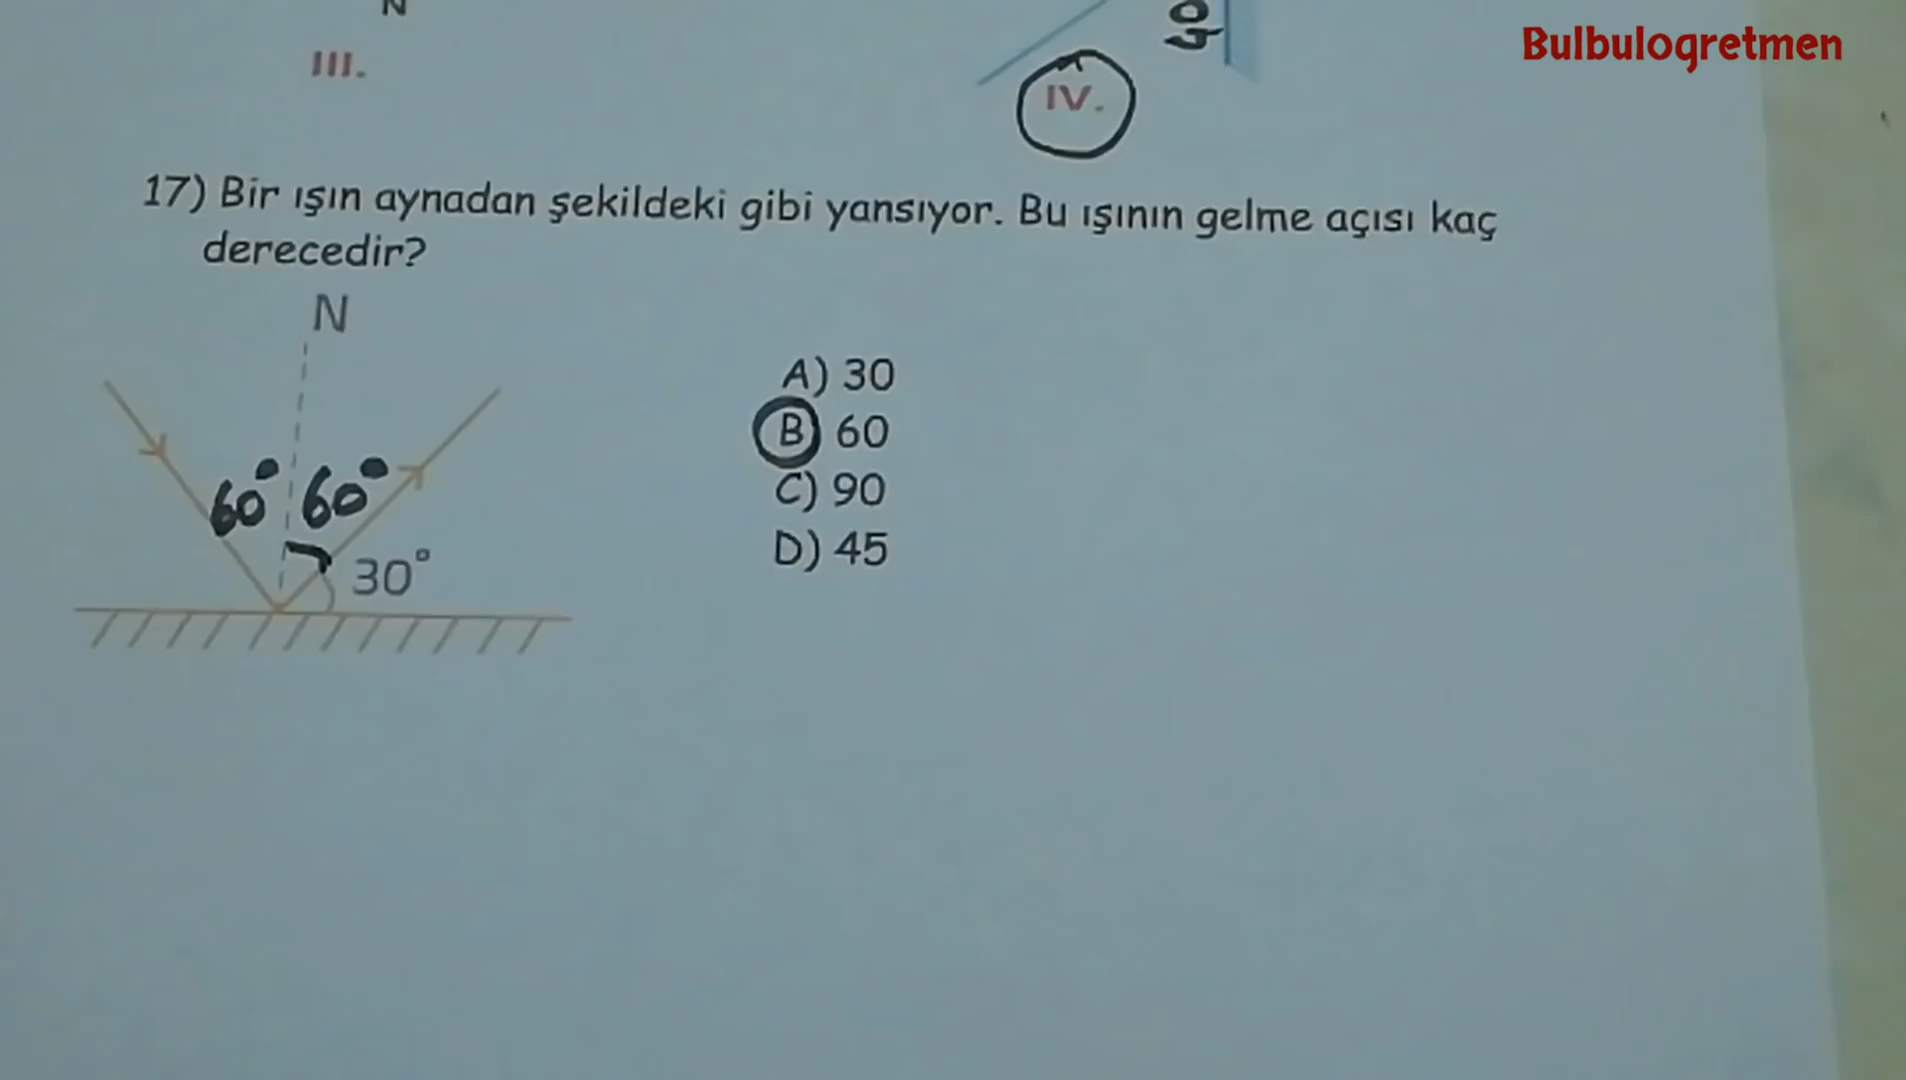 N
III.
IV.
Bulbulogretmen
17) Bir ışın aynadan şekildeki gibi yansıyor. Bu ışının gelme açısı kaç
derecedir?
N
60° 60°
30°
A) 30
B) 60
C) 90
D) 45